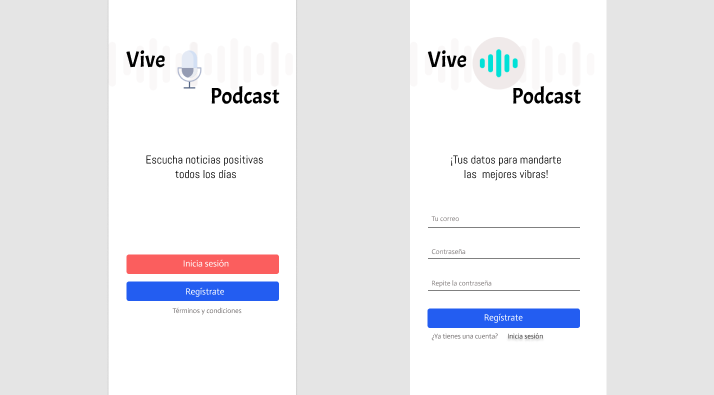 Vive
Podcast
Escucha noticias positivas
todos los días
Inicia sesión
Regístrate
Términos y condiciones
Vive
Podcast
¡Tus datos para mandarte
las mejores vibras!
Tu correo
Contraseña
Repite la contraseña
Regístrate
¿Ya tienes una cuenta? Inicia sesión